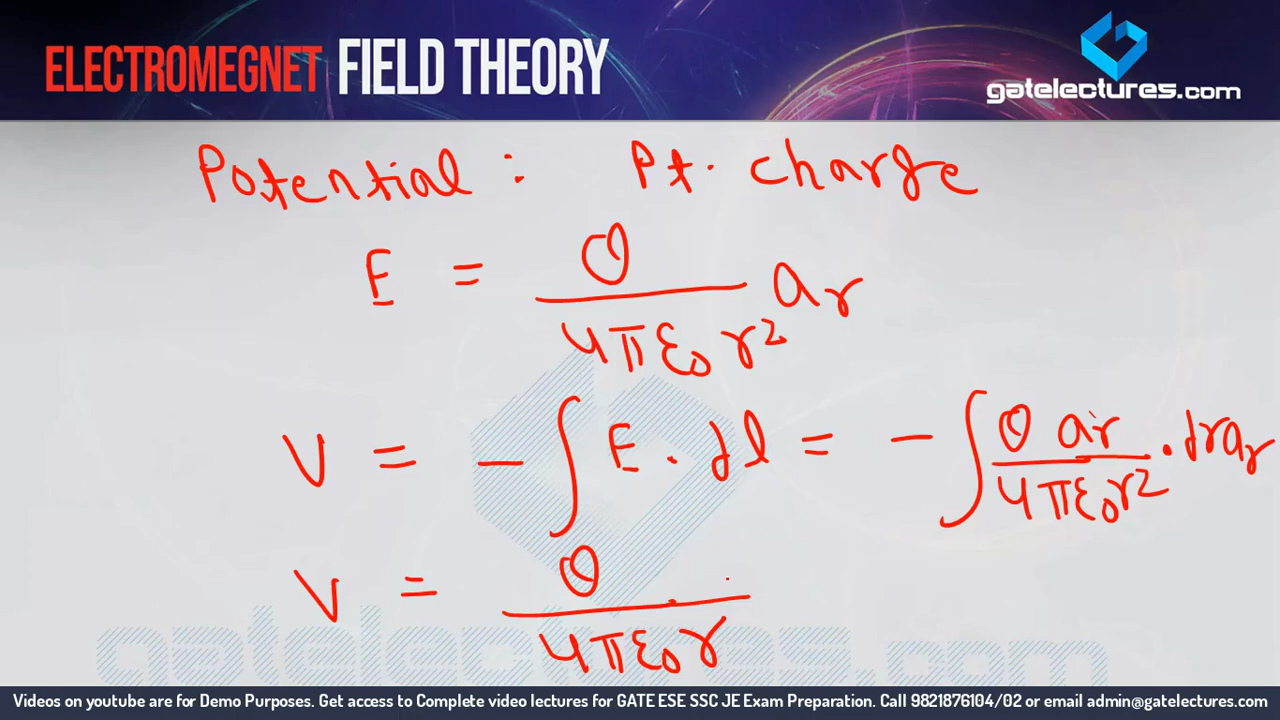 ELECTROMEGNET FIELD THEORY
gatelectures.com
Potential : Pt. charge
E = Q / 4πε₀r² aᵣ
V = - ∫ E . dl = - ∫ Q aᵣ / 4πε₀r² . dr aᵣ
V = Q / 4πε₀r
gatelectures.com
Videos on youtube are for Demo Purposes. Get access to Complete video lectures for GATE ESE SSC JE Exam Preparation. Call 9821876104/02 or email admin@gatelectures.com